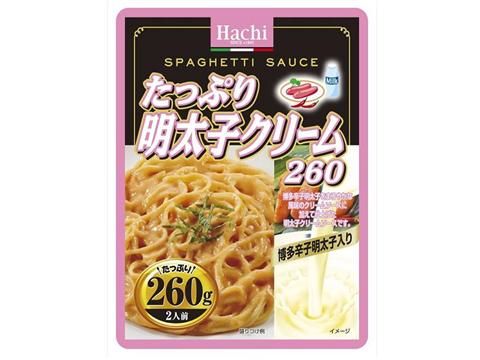 Hachi
SINCE 1845
SPAGHETTI SAUCE
Milk
たっぷり
明太子クリーム
260
博多辛子明太子入り
たっぷり!
260g
2人前
盛りつけ例
イメージ